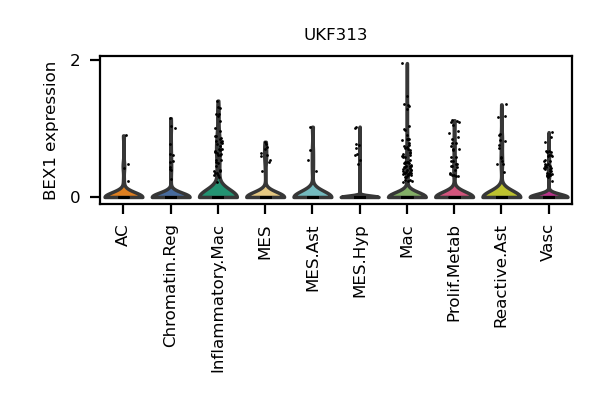 UKF313
BEX1 expression
2
0
AC
Chromatin.Reg
Inflammatory.Mac
MES
MES.Ast
MES.Hyp
Mac
Prolif.Metab
Reactive.Ast
Vasc